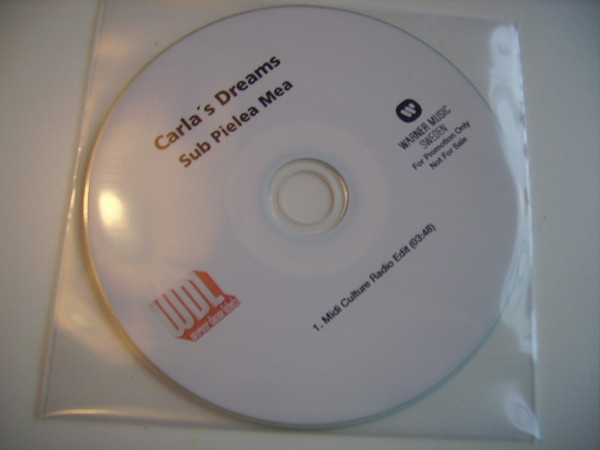 Carla´s Dreams
Sub Pielea Mea
WARNER MUSIC
SWEDEN
For Promotion Only
Not For Sale
1. Midi Culture Radio Edit (03:48)
WDL